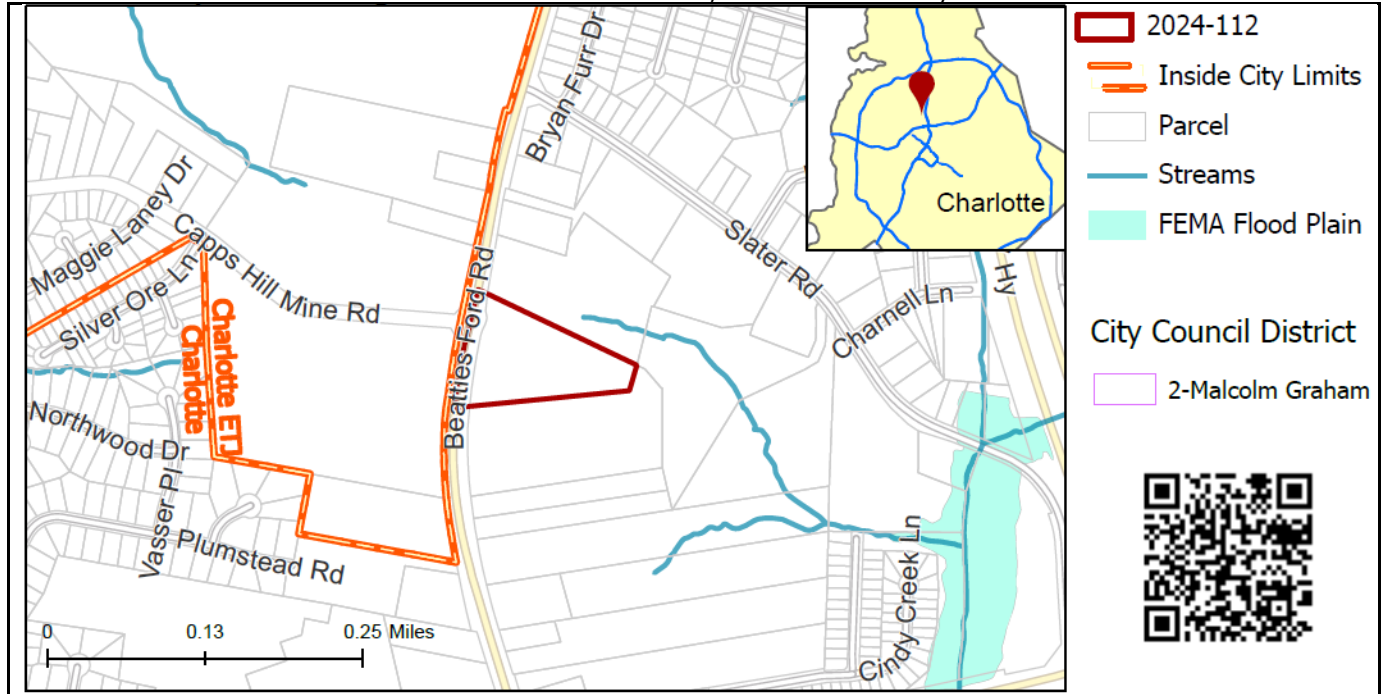 Bryan Furr Dr
Maggie Laney Dr
Capps Hill Mine Rd
Silver Ore Ln
Charlotte ETJ
Charlotte
Northwood Dr
Vasser Pl
Plumstead Rd
Beatties Ford Rd
Slater Rd
Charnell Ln
Hy
Cindy Creek Ln
0 0.13 0.25 Miles
Charlotte
2024-112
Inside City Limits
Parcel
Streams
FEMA Flood Plain
City Council District
2-Malcolm Graham